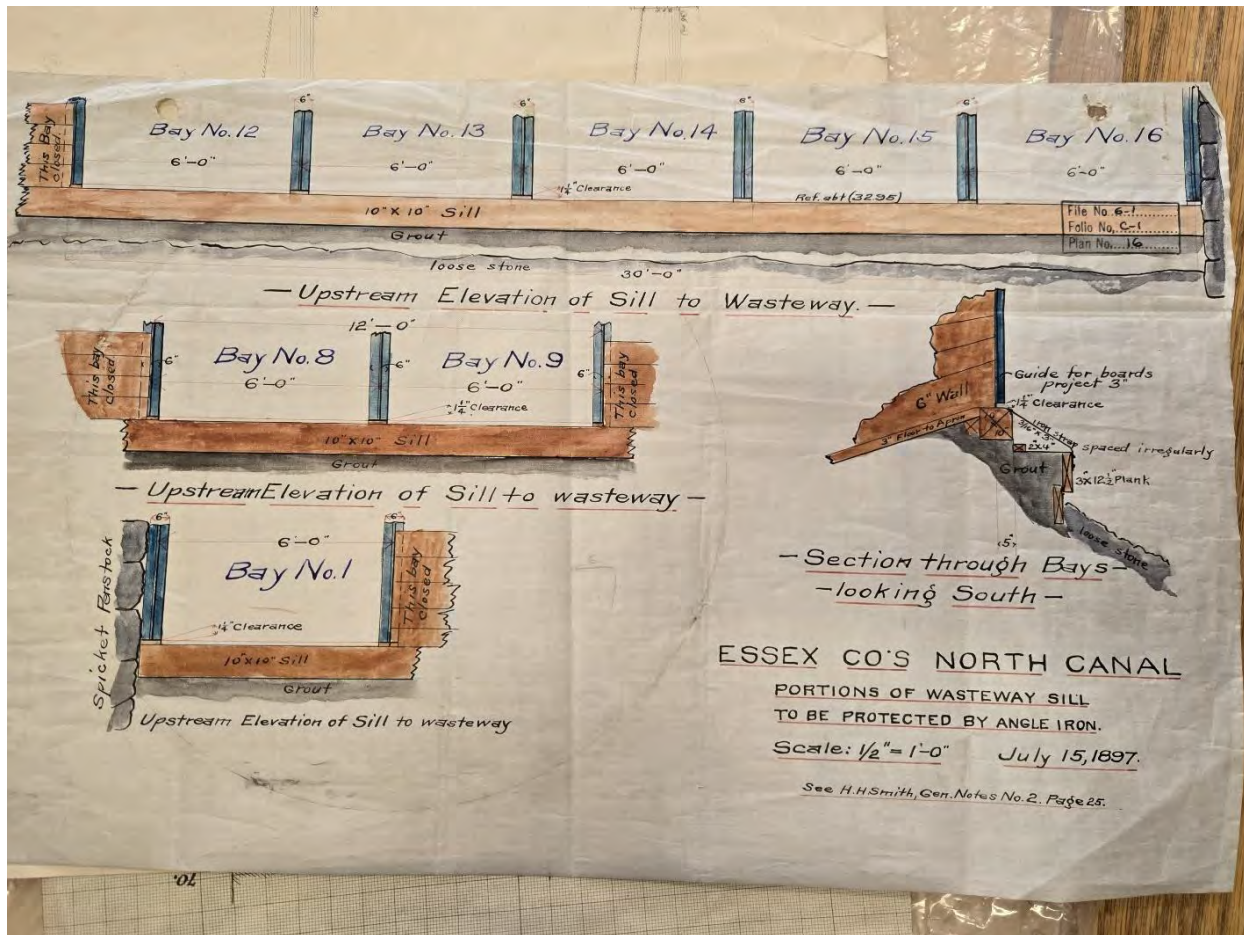 6" 6" 6" 6"
Bay No. 12 Bay No. 13 Bay No. 14 Bay No. 15 Bay No. 16
This Bay closed.
6'-0" 6'-0" 6'-0" 6'-0" 6'-0"
1¼" Clearance
Ref. abt (3295)
10" X 10" Sill
Grout
loose stone
30'-0"
File No. 6-1
Folio No. C-1
Plan No. 16
— Upstream Elevation of Sill to Wasteway. —
12'-0"
This bay closed
6" Bay No. 8 6" Bay No. 9 6"
6'-0" 6'-0"
This bay closed
1¼" Clearance
10" X 10" Sill
Grout
— Upstream Elevation of Sill to wasteway —
Guide for boards
project 3"
6" Wall
1¼" Clearance
3" Floor to Apron
10
10
Iron strap
3/16" x 3"
spaced irregularly
2"x4"
Grout
3"x12½" Plank
loose stone
5"
— Section through Bays —
— looking South —
6" 6"
6'-0"
Bay No. 1
This bay closed
Spicket Penstock
1¼" Clearance
10" X 10" Sill
Grout
Upstream Elevation of Sill to wasteway
ESSEX CO'S NORTH CANAL
PORTIONS OF WASTEWAY SILL
TO BE PROTECTED BY ANGLE IRON.
Scale: 1/2" = 1'-0" July 15, 1897.
See H.H. Smith, Gen. Notes No. 2. Page 25.
70.